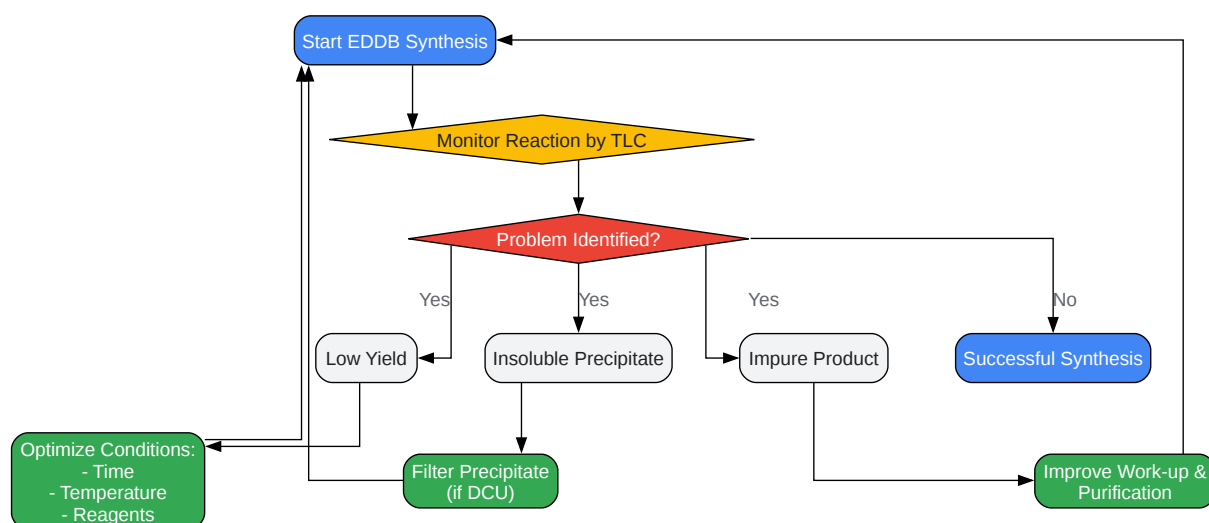 Start EDDB Synthesis
Monitor Reaction by TLC
Problem Identified?
Yes
Yes
Yes
No
Low Yield
Insoluble Precipitate
Impure Product
Successful Synthesis
Optimize Conditions:
- Time
- Temperature
- Reagents
Filter Precipitate
(if DCU)
Improve Work-up &
Purification